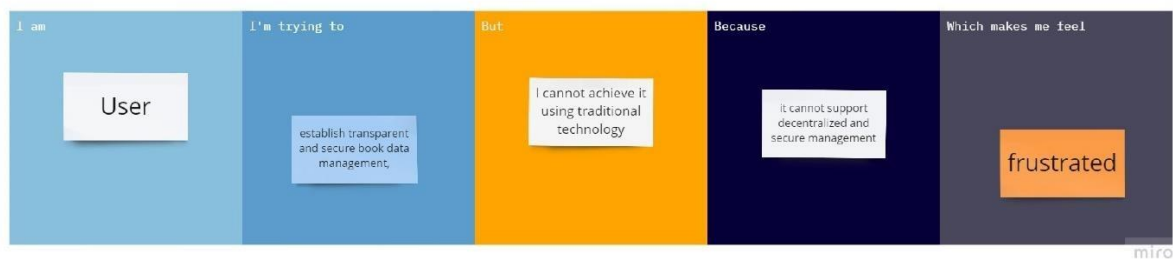 I am
User
I'm trying to
establish transparent
and secure book data
management,
But
I cannot achieve it
using traditional
technology
Because
it cannot support
decentralized and
secure management
Which makes me feel
frustrated
miro